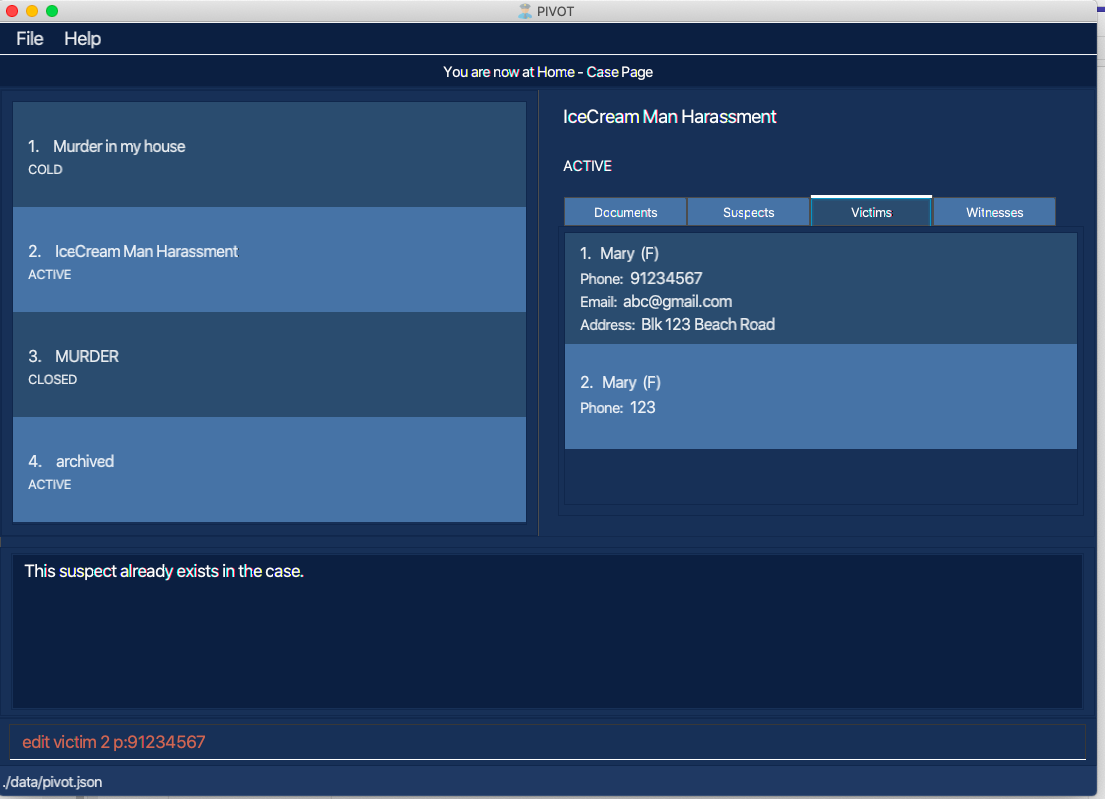 PIVOT
File Help
You are now at Home - Case Page
1. Murder in my house
COLD
2. IceCream Man Harassment
ACTIVE
3. MURDER
CLOSED
4. archived
ACTIVE
IceCream Man Harassment
ACTIVE
Documents Suspects Victims Witnesses
1. Mary (F)
Phone: 91234567
Email: abc@gmail.com
Address: Blk 123 Beach Road
2. Mary (F)
Phone: 123
This suspect already exists in the case.
edit victim 2 p:91234567
./data/pivot.json